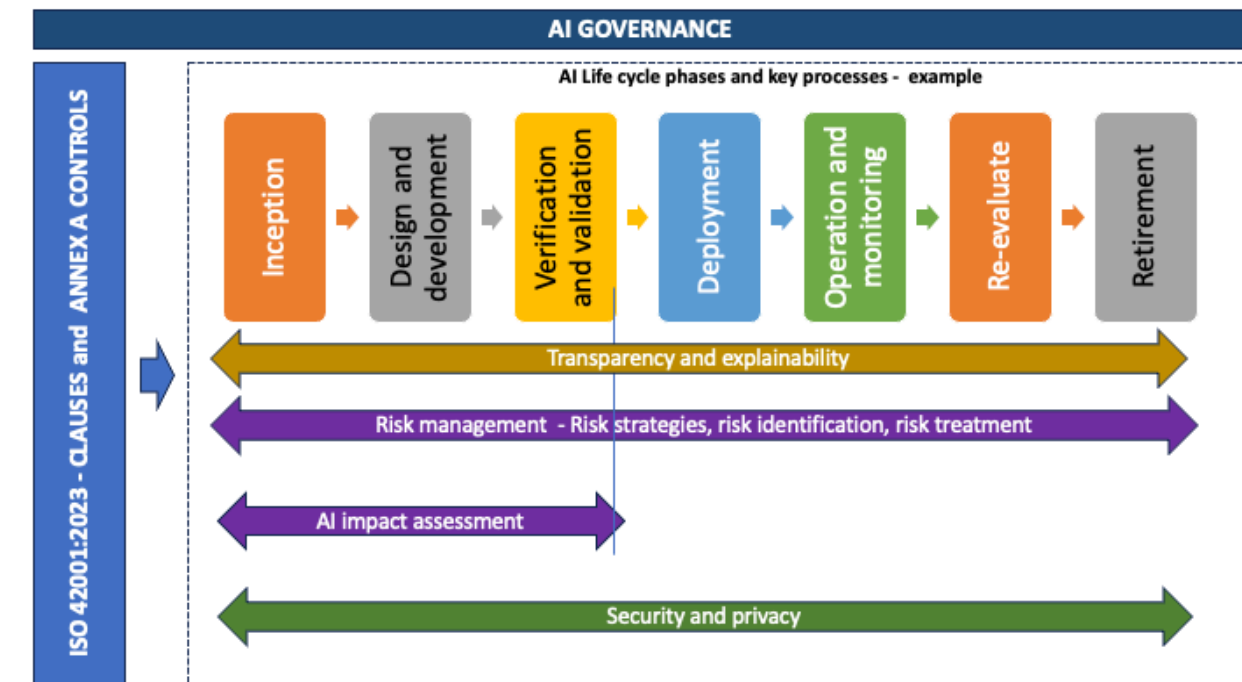 AI GOVERNANCE
ISO 42001:2023 - CLAUSES and ANNEX A CONTROLS
AI Life cycle phases and key processes - example
Inception
Design and
development
Verification
and validation
Deployment
Operation and
monitoring
Re-evaluate
Retirement
Transparency and explainability
Risk management - Risk strategies, risk identification, risk treatment
AI impact assessment
Security and privacy